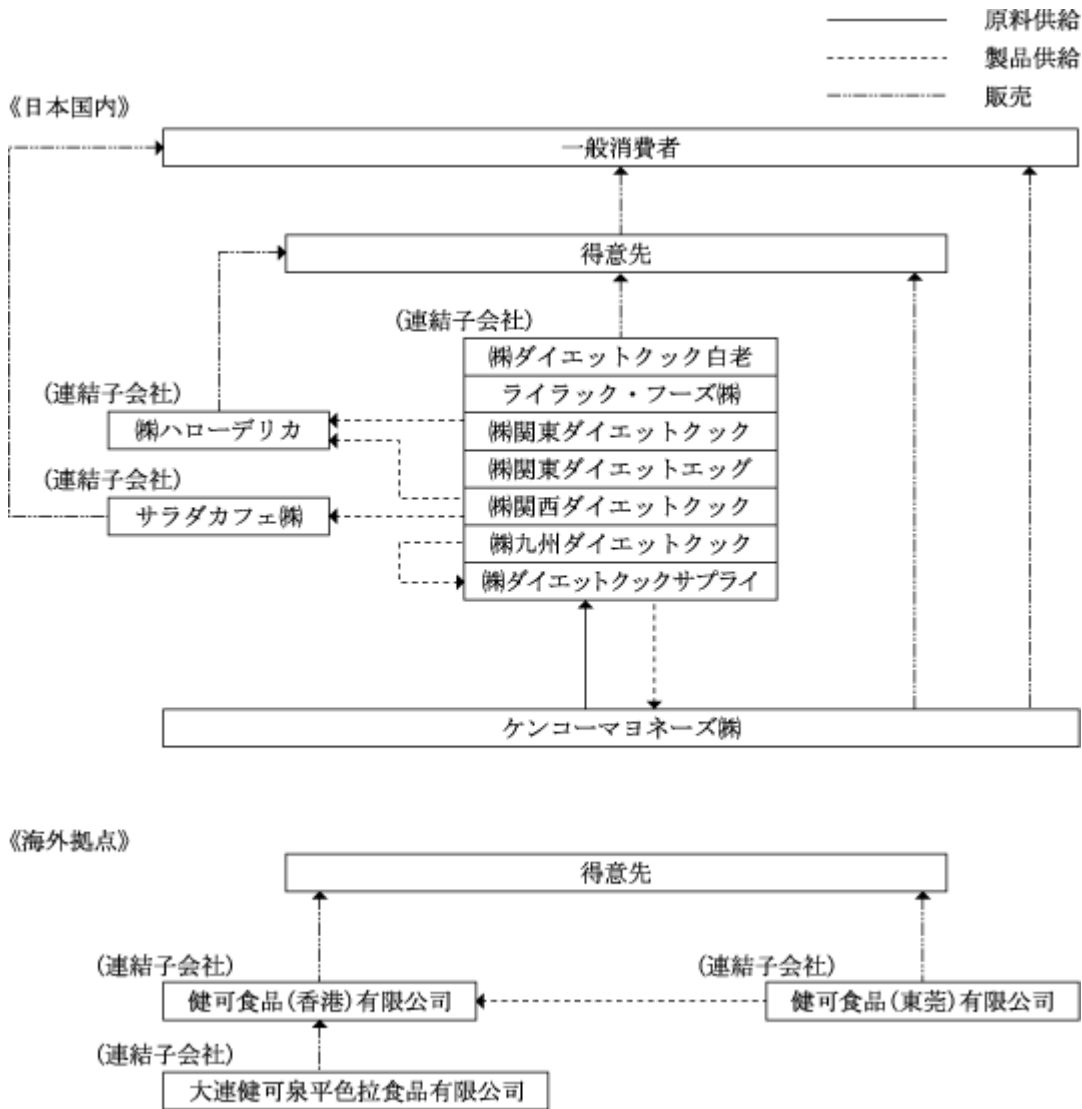 原料供給
製品供給
販売
《日本国内》
一般消費者
得意先
(連結子会社)
㈱ダイエットクック白老
ライラック・フーズ㈱
(連結子会社)
㈱ハローデリカ
㈱関東ダイエットクック
㈱関東ダイエットエッグ
(連結子会社)
サラダカフェ㈱
㈱関西ダイエットクック
㈱九州ダイエットクック
㈱ダイエットクックサプライ
ケンコーマヨネーズ㈱
《海外拠点》
得意先
(連結子会社)
(連結子会社)
健可食品(香港)有限公司
健可食品(東莞)有限公司
(連結子会社)
大連健可泉平色拉食品有限公司